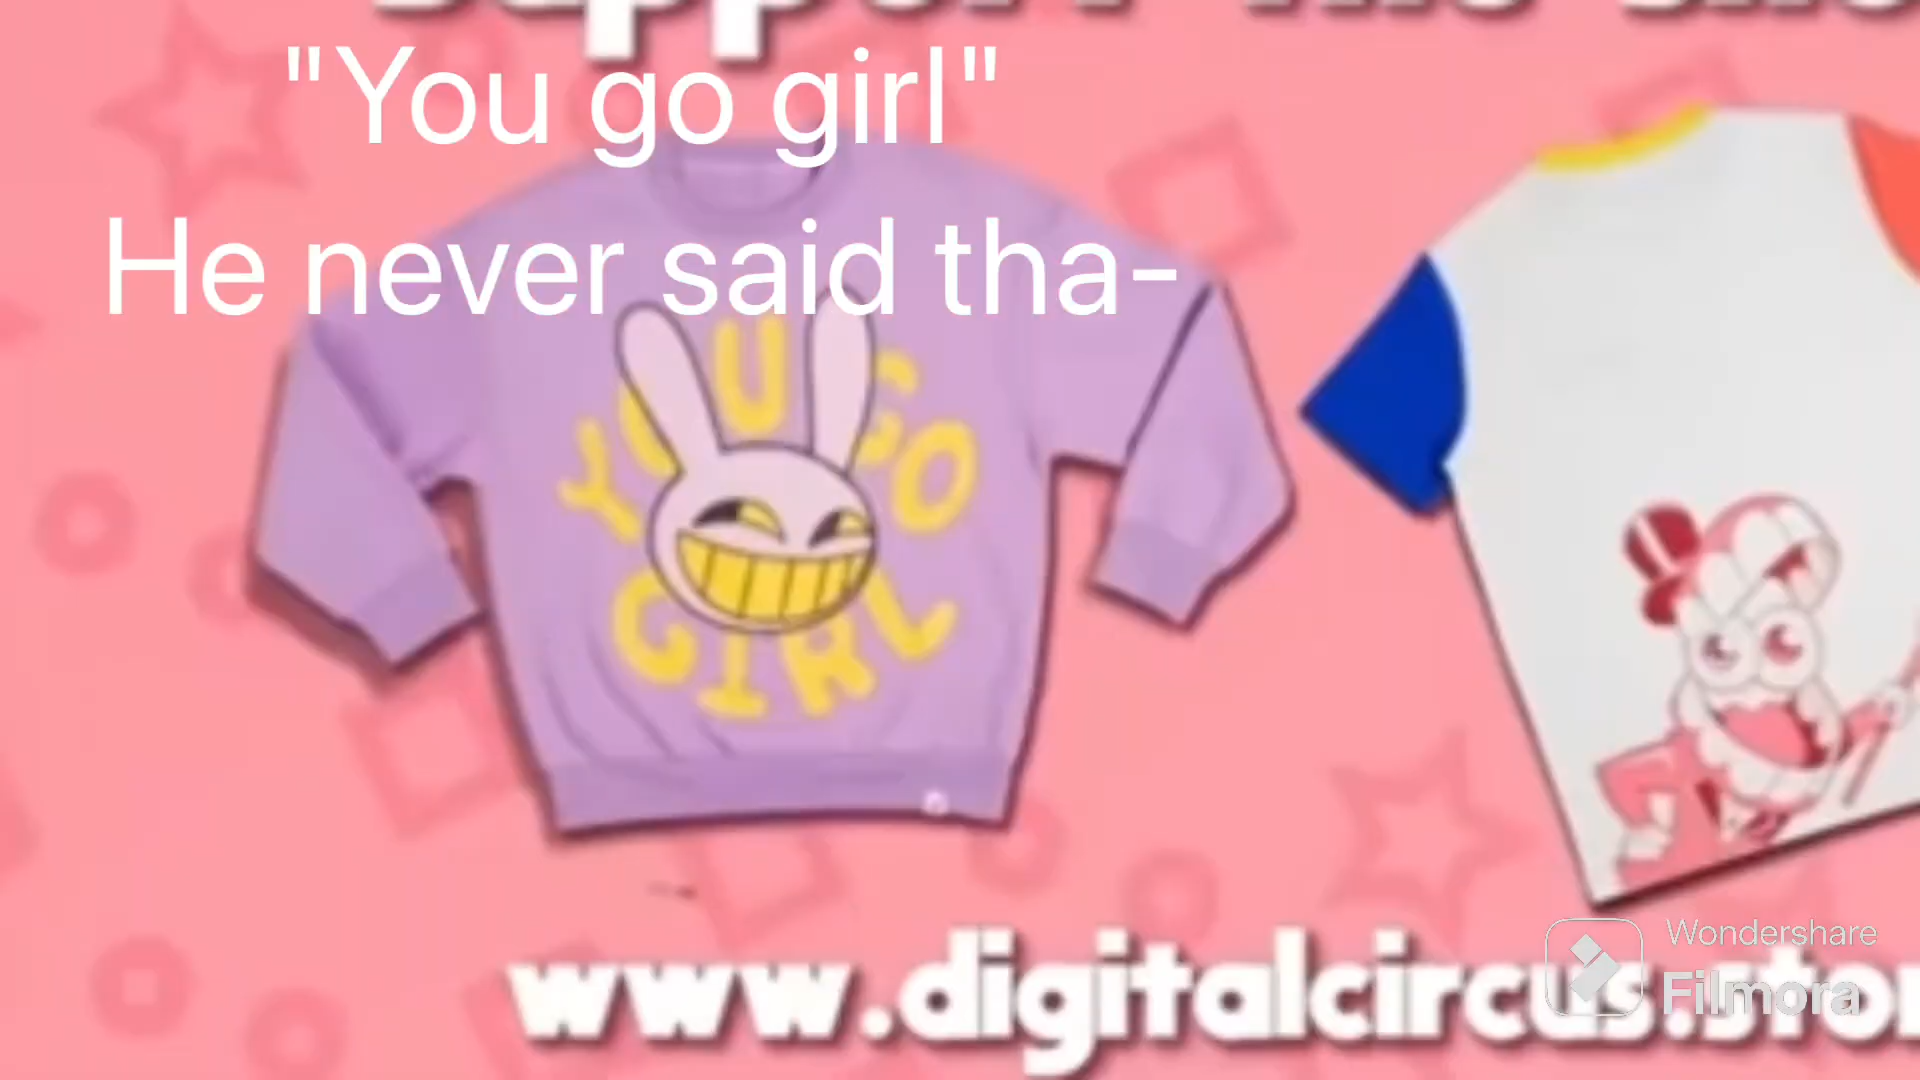 "You go girl"
He never said tha-
YOU GO
GIRL
www.digitalcircus.sto
Wondershare
Filmora